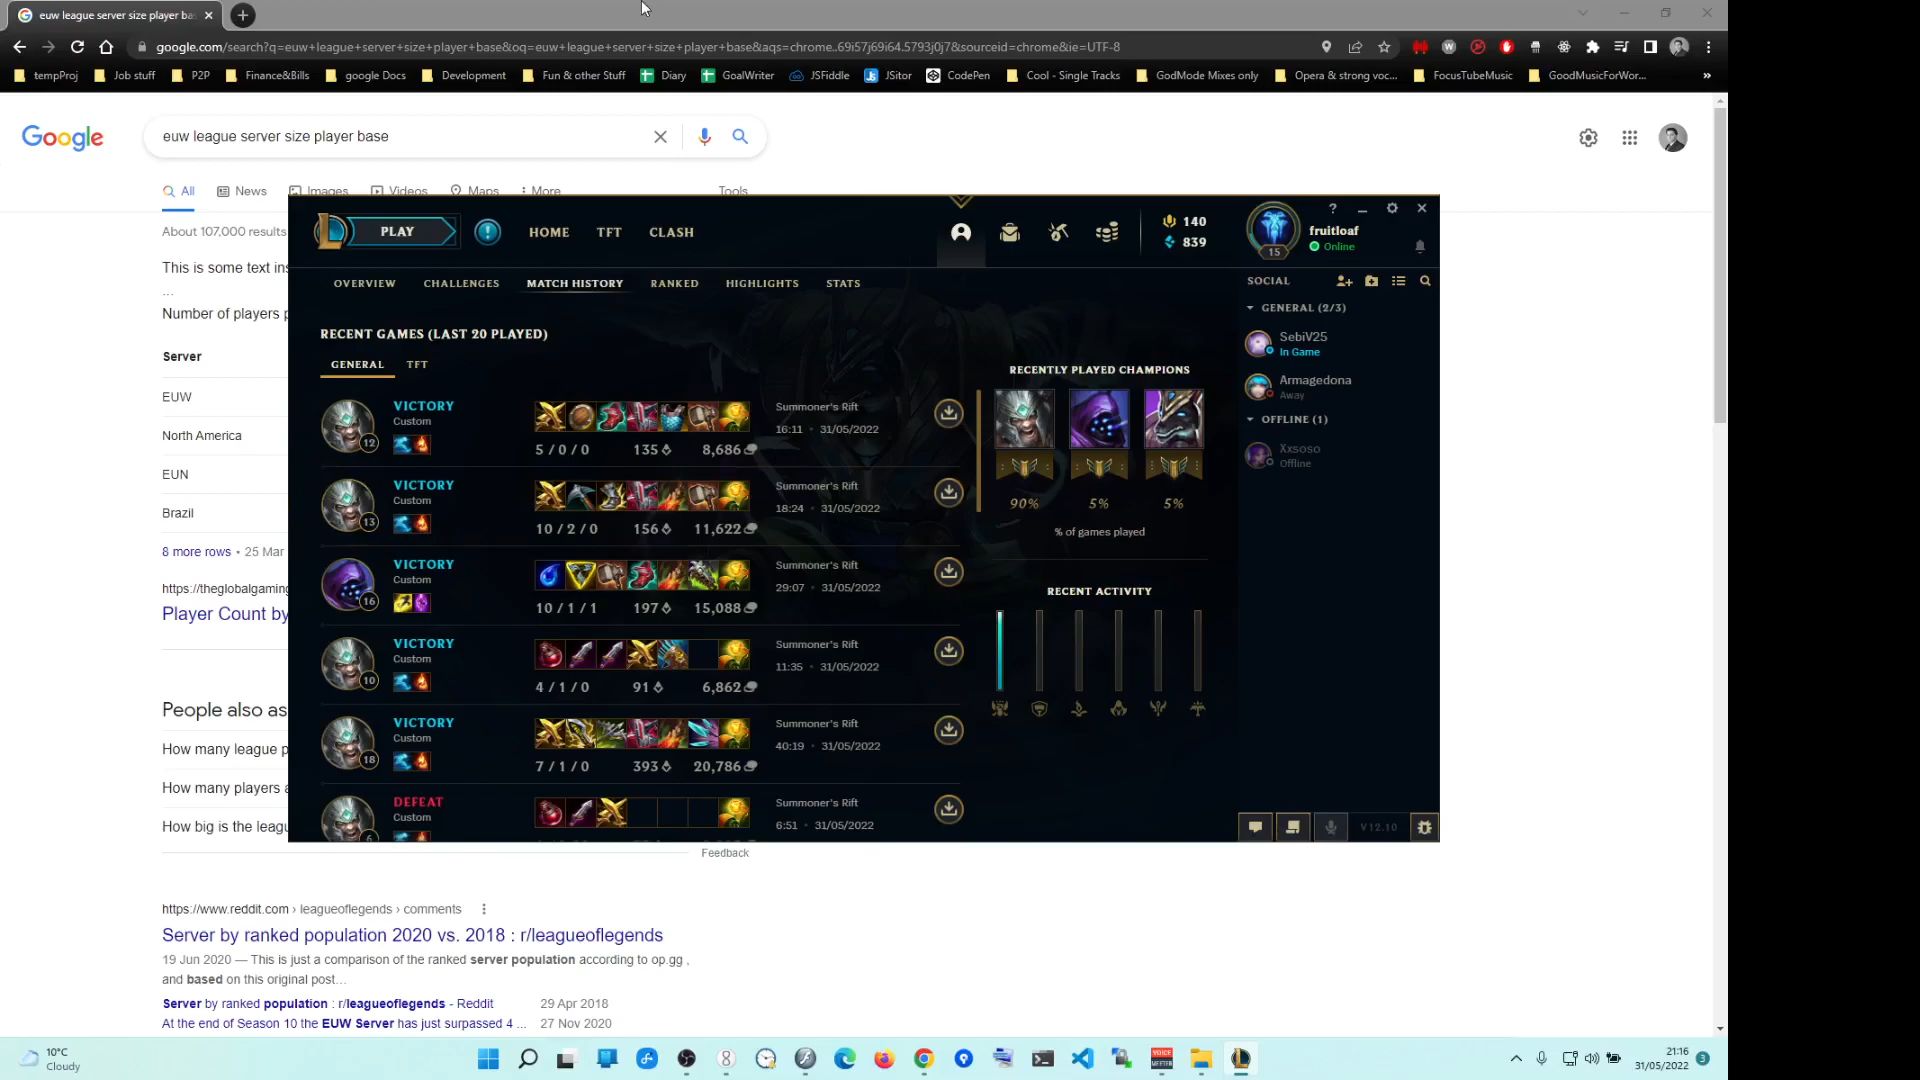 euw league server size player ba
google.com/search?q=euw+league+server+size+player+base&oq=euw+league+server+size+player+base&aqs=chrome..69i57j69i64.5793j0j7&sourceid=chrome&ie=UTF-8
tempProj Job stuff P2P Finance&Bills google Docs Development Fun & other Stuff Diary GoalWriter JSFiddle JSitor CodePen Cool - Single Tracks GodMode Mixes only Opera & strong voc... FocusTubeMusic GoodMusicForWor... »
Google
euw league server size player base
All News Images Videos Maps More Tools
About 107,000 results
This is some text ins
...
Number of players p
Server
EUW
North America
EUN
Brazil
8 more rows • 25 Mar
https://theglobalgaming
Player Count by
People also as
How many league p
How many players a
How big is the leagu
Feedback
https://www.reddit.com › leagueoflegends › comments
Server by ranked population 2020 vs. 2018 : r/leagueoflegends
19 Jun 2020 — This is just a comparison of the ranked server population according to op.gg ,
and based on this original post…
Server by ranked population : r/leagueoflegends - Reddit 29 Apr 2018
At the end of Season 10 the EUW Server has just surpassed 4 ... 27 Nov 2020
PLAY
HOME TFT CLASH
140
839
15
fruitloaf
Online
OVERVIEW CHALLENGES MATCH HISTORY RANKED HIGHLIGHTS STATS
RECENT GAMES (LAST 20 PLAYED)
GENERAL TFT
12
VICTORY
Custom
5 / 0 / 0 135 8,686
Summoner's Rift
16:11 • 31/05/2022
13
VICTORY
Custom
10 / 2 / 0 156 11,622
Summoner's Rift
18:24 • 31/05/2022
16
VICTORY
Custom
10 / 1 / 1 197 15,088
Summoner's Rift
29:07 • 31/05/2022
10
VICTORY
Custom
4 / 1 / 0 91 6,862
Summoner's Rift
11:35 • 31/05/2022
18
VICTORY
Custom
7 / 1 / 0 393 20,786
Summoner's Rift
40:19 • 31/05/2022
6
DEFEAT
Custom
Summoner's Rift
6:51 • 31/05/2022
RECENTLY PLAYED CHAMPIONS
90% 5% 5%
% of games played
RECENT ACTIVITY
SOCIAL
GENERAL (2/3)
SebiV25
In Game
Armagedona
Away
OFFLINE (1)
Xxsoso
Offline
V12.10
10°C
Cloudy
VOICE
MEETER
21:16
31/05/2022
3